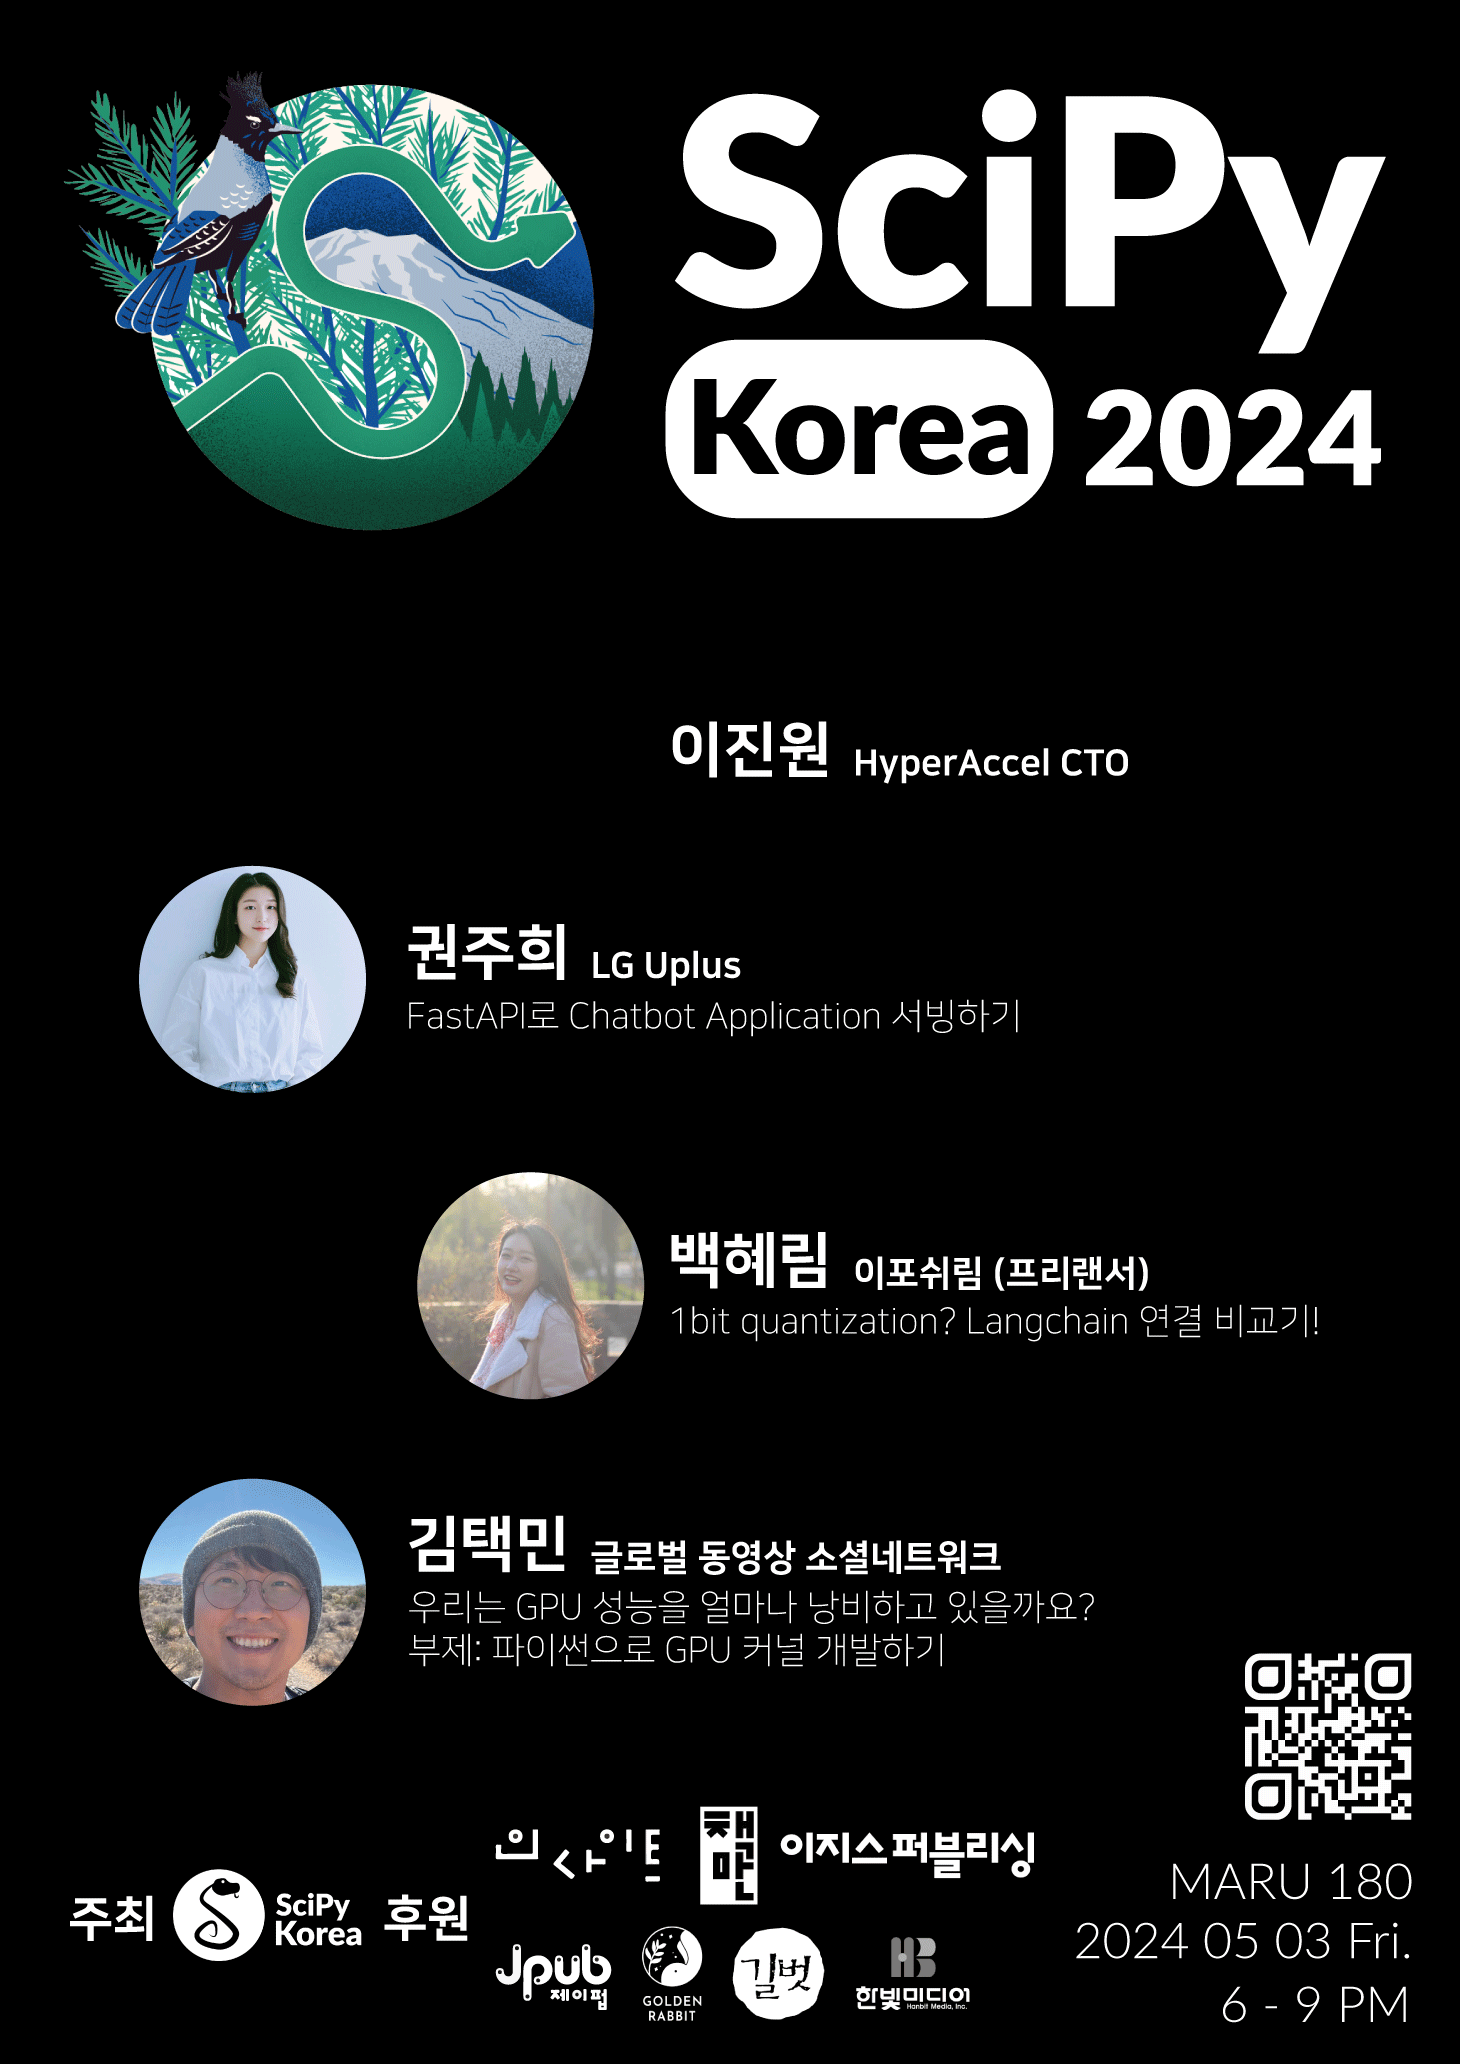 SciPy
Korea 2024
이진원 HyperAccel CTO
권주희 LG Uplus
FastAPI로 Chatbot Application 서빙하기
백혜림 이포쉬림 (프리랜서)
1bit quantization? Langchain 연결 비교기!
김택민 글로벌 동영상 소셜네트워크
우리는 GPU 성능을 얼마나 낭비하고 있을까요?
부제: 파이썬으로 GPU 커널 개발하기
주최
SciPy
Korea
후원
인사이트
책만
이지스퍼블리싱
Jpub
제이펍
GOLDEN
RABBIT
길벗
HB
한빛미디어
Hanbit Media, Inc.
MARU 180
2024 05 03 Fri.
6 - 9 PM